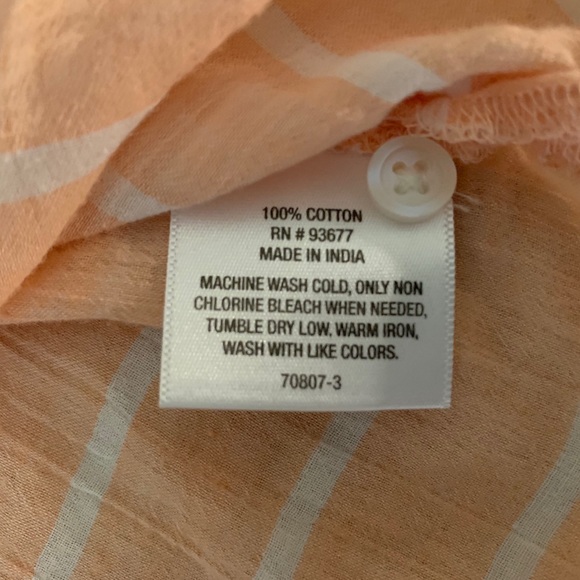 100% COTTON
RN # 93677
MADE IN INDIA
MACHINE WASH COLD, ONLY NON
CHLORINE BLEACH WHEN NEEDED,
TUMBLE DRY LOW. WARM IRON,
WASH WITH LIKE COLORS.
70807-3